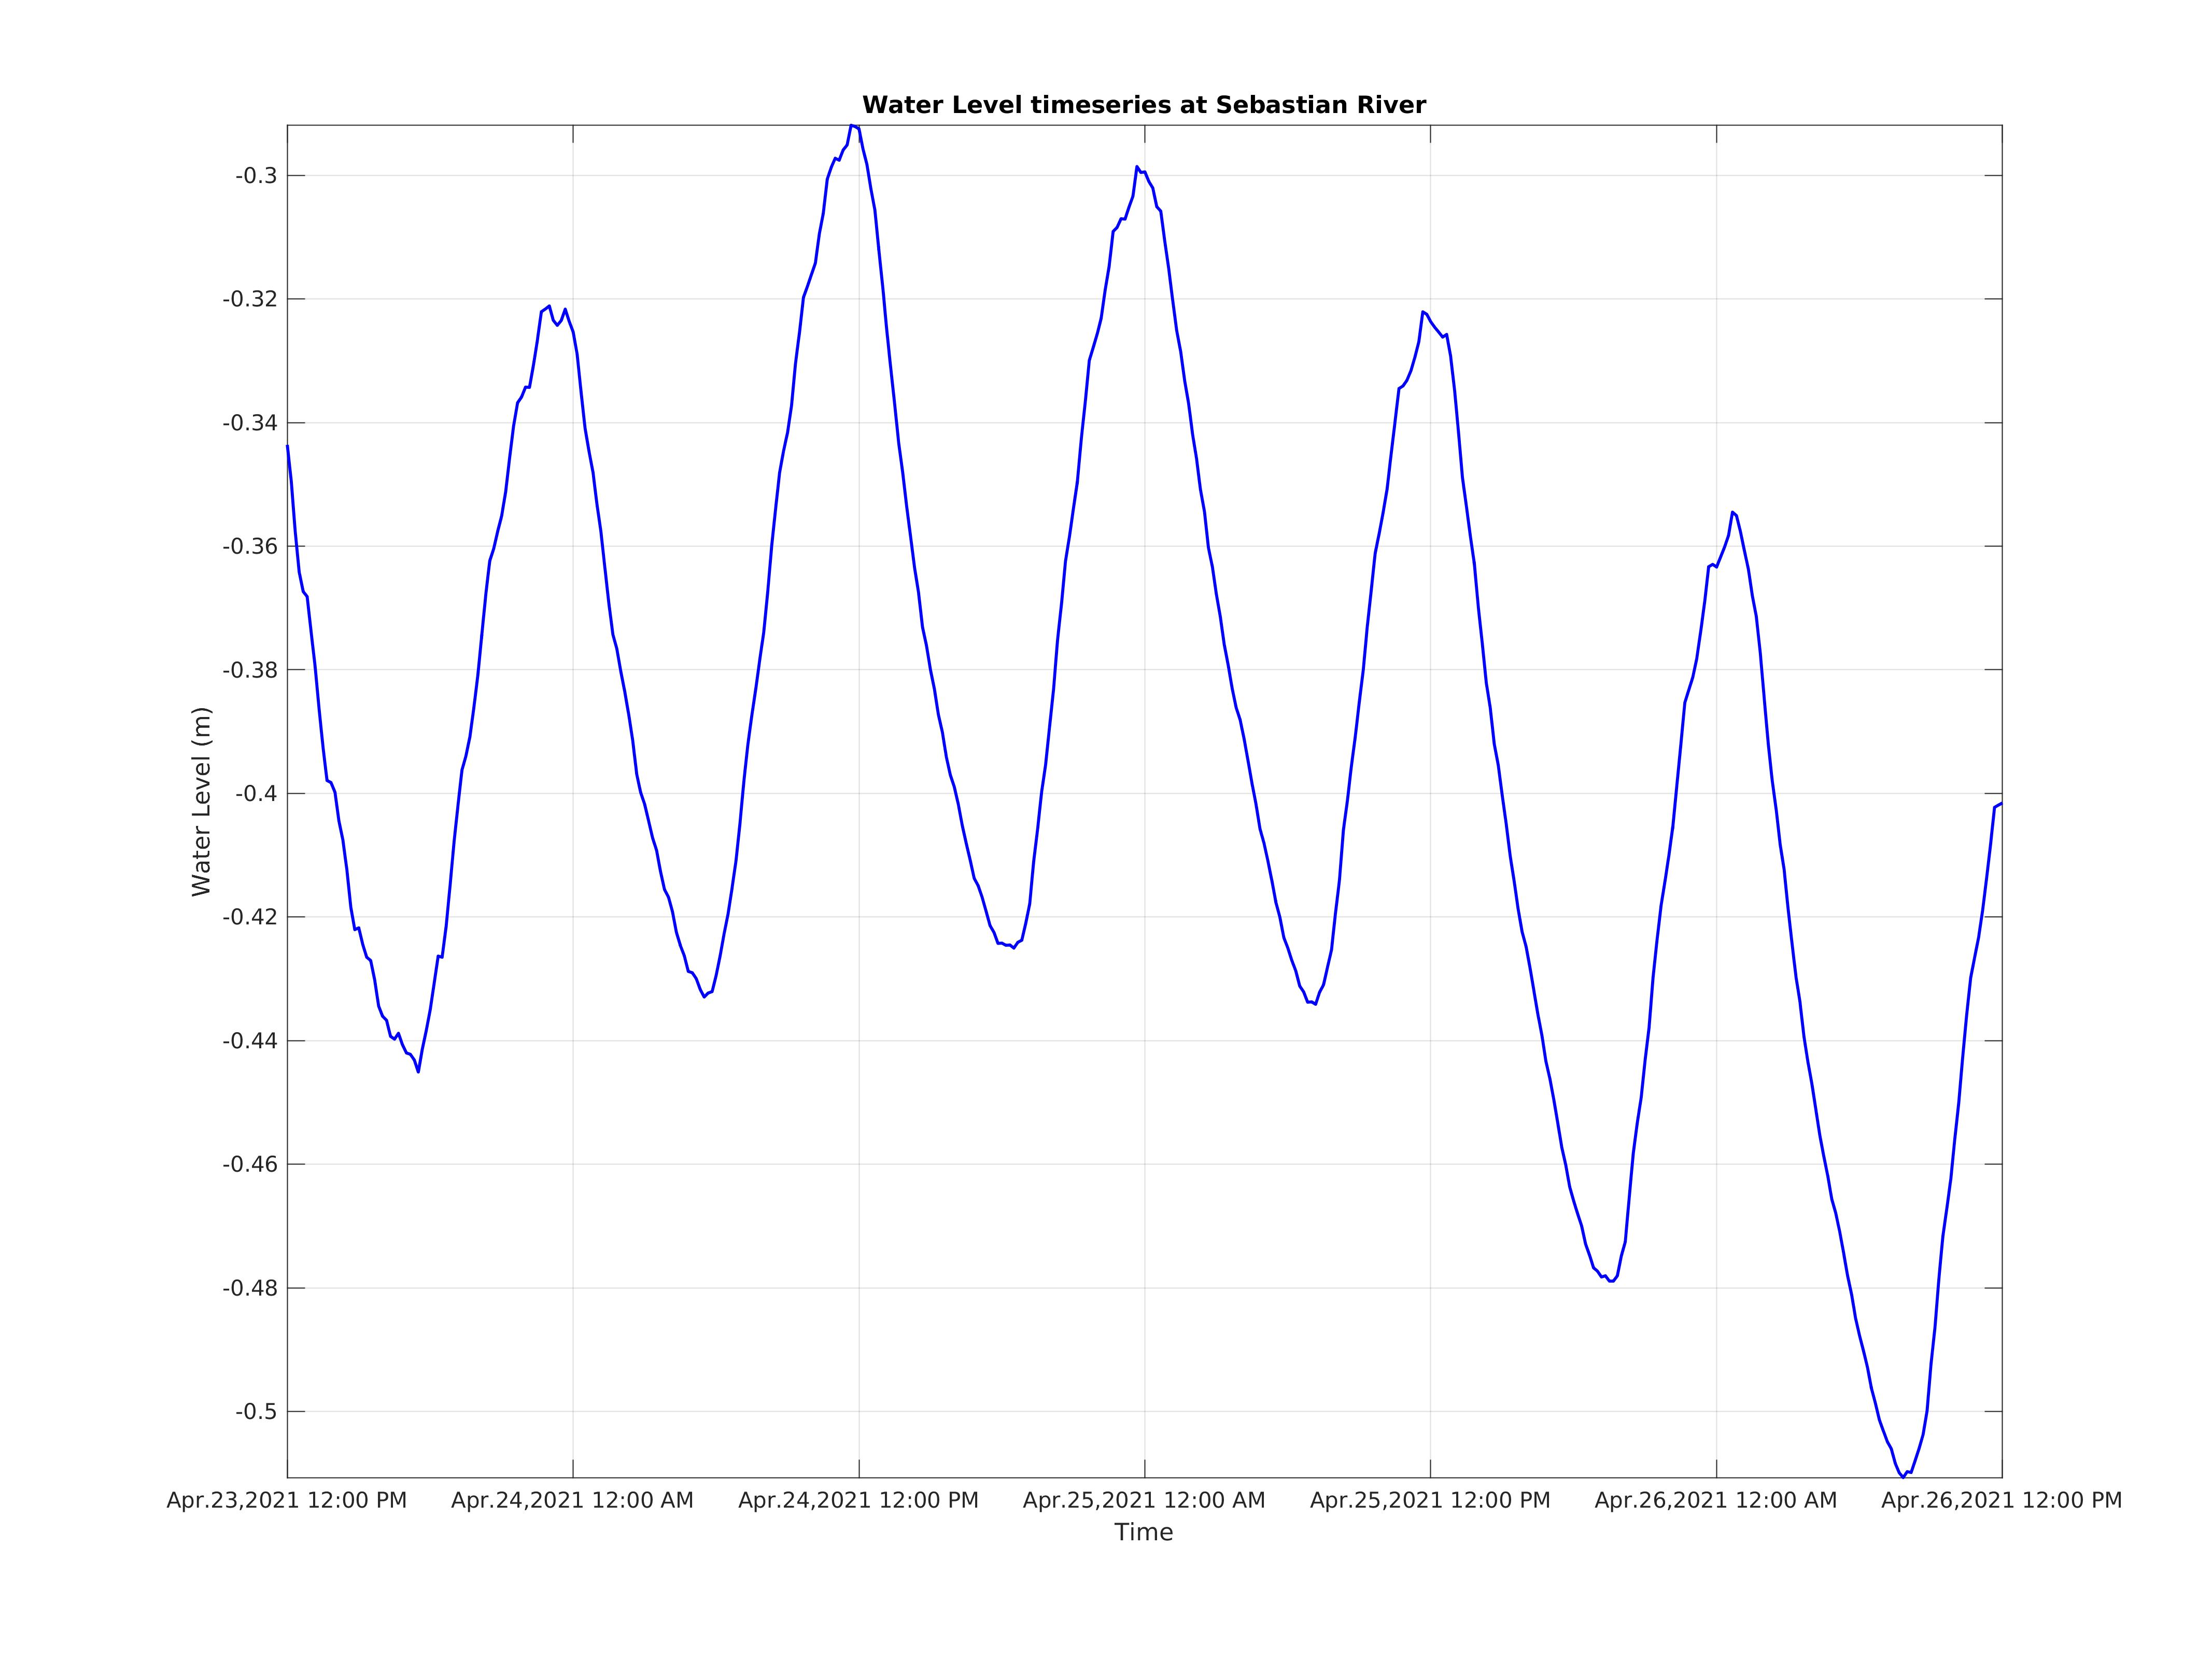 Water Level timeseries at Sebastian River
-0.3
-0.32
-0.34
-0.36
-0.38
-0.4
-0.42
-0.44
-0.46
-0.48
-0.5
Water Level (m)
Apr.23,2021 12:00 PM
Apr.24,2021 12:00 AM
Apr.24,2021 12:00 PM
Apr.25,2021 12:00 AM
Apr.25,2021 12:00 PM
Apr.26,2021 12:00 AM
Apr.26,2021 12:00 PM
Time